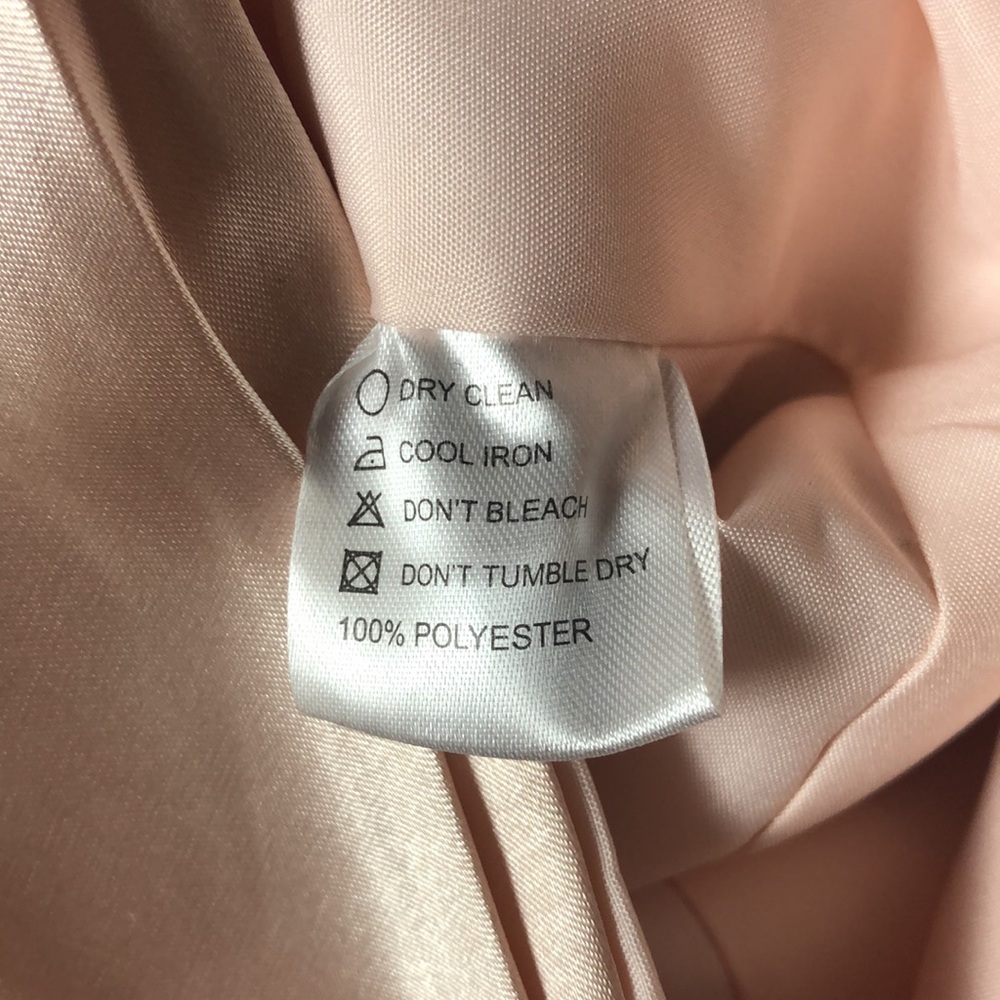 DRY CLEAN
COOL IRON
DON'T BLEACH
DON'T TUMBLE DRY
100% POLYESTER